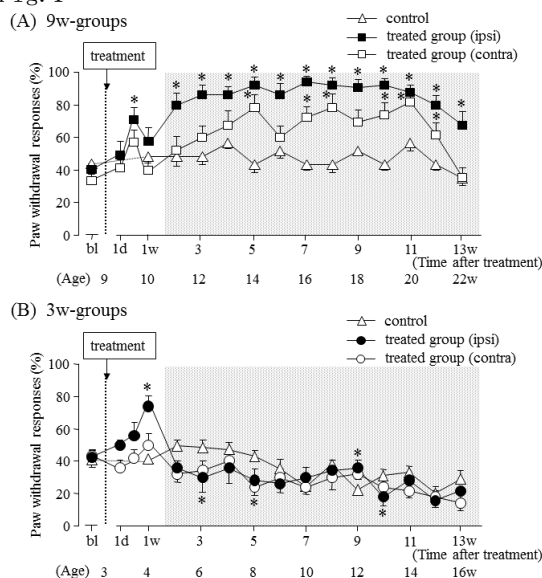 (A) 9w-groups
control
treated group (ipsi)
treated group (contra)
treatment
Paw withdrawal responses (%)
100
80
60
40
20
0
* * * * * * * * * * * * *
* * * * * *
bl 1d 1w 3 5 7 9 11 13w
(Time after treatment)
(Age) 9 10 12 14 16 18 20 22w
(B) 3w-groups
control
treated group (ipsi)
treated group (contra)
treatment
Paw withdrawal responses (%)
100
80
60
40
20
0
* * * * *
bl 1d 1w 3 5 7 9 11 13w
(Time after treatment)
(Age) 3 4 6 8 10 12 14 16w